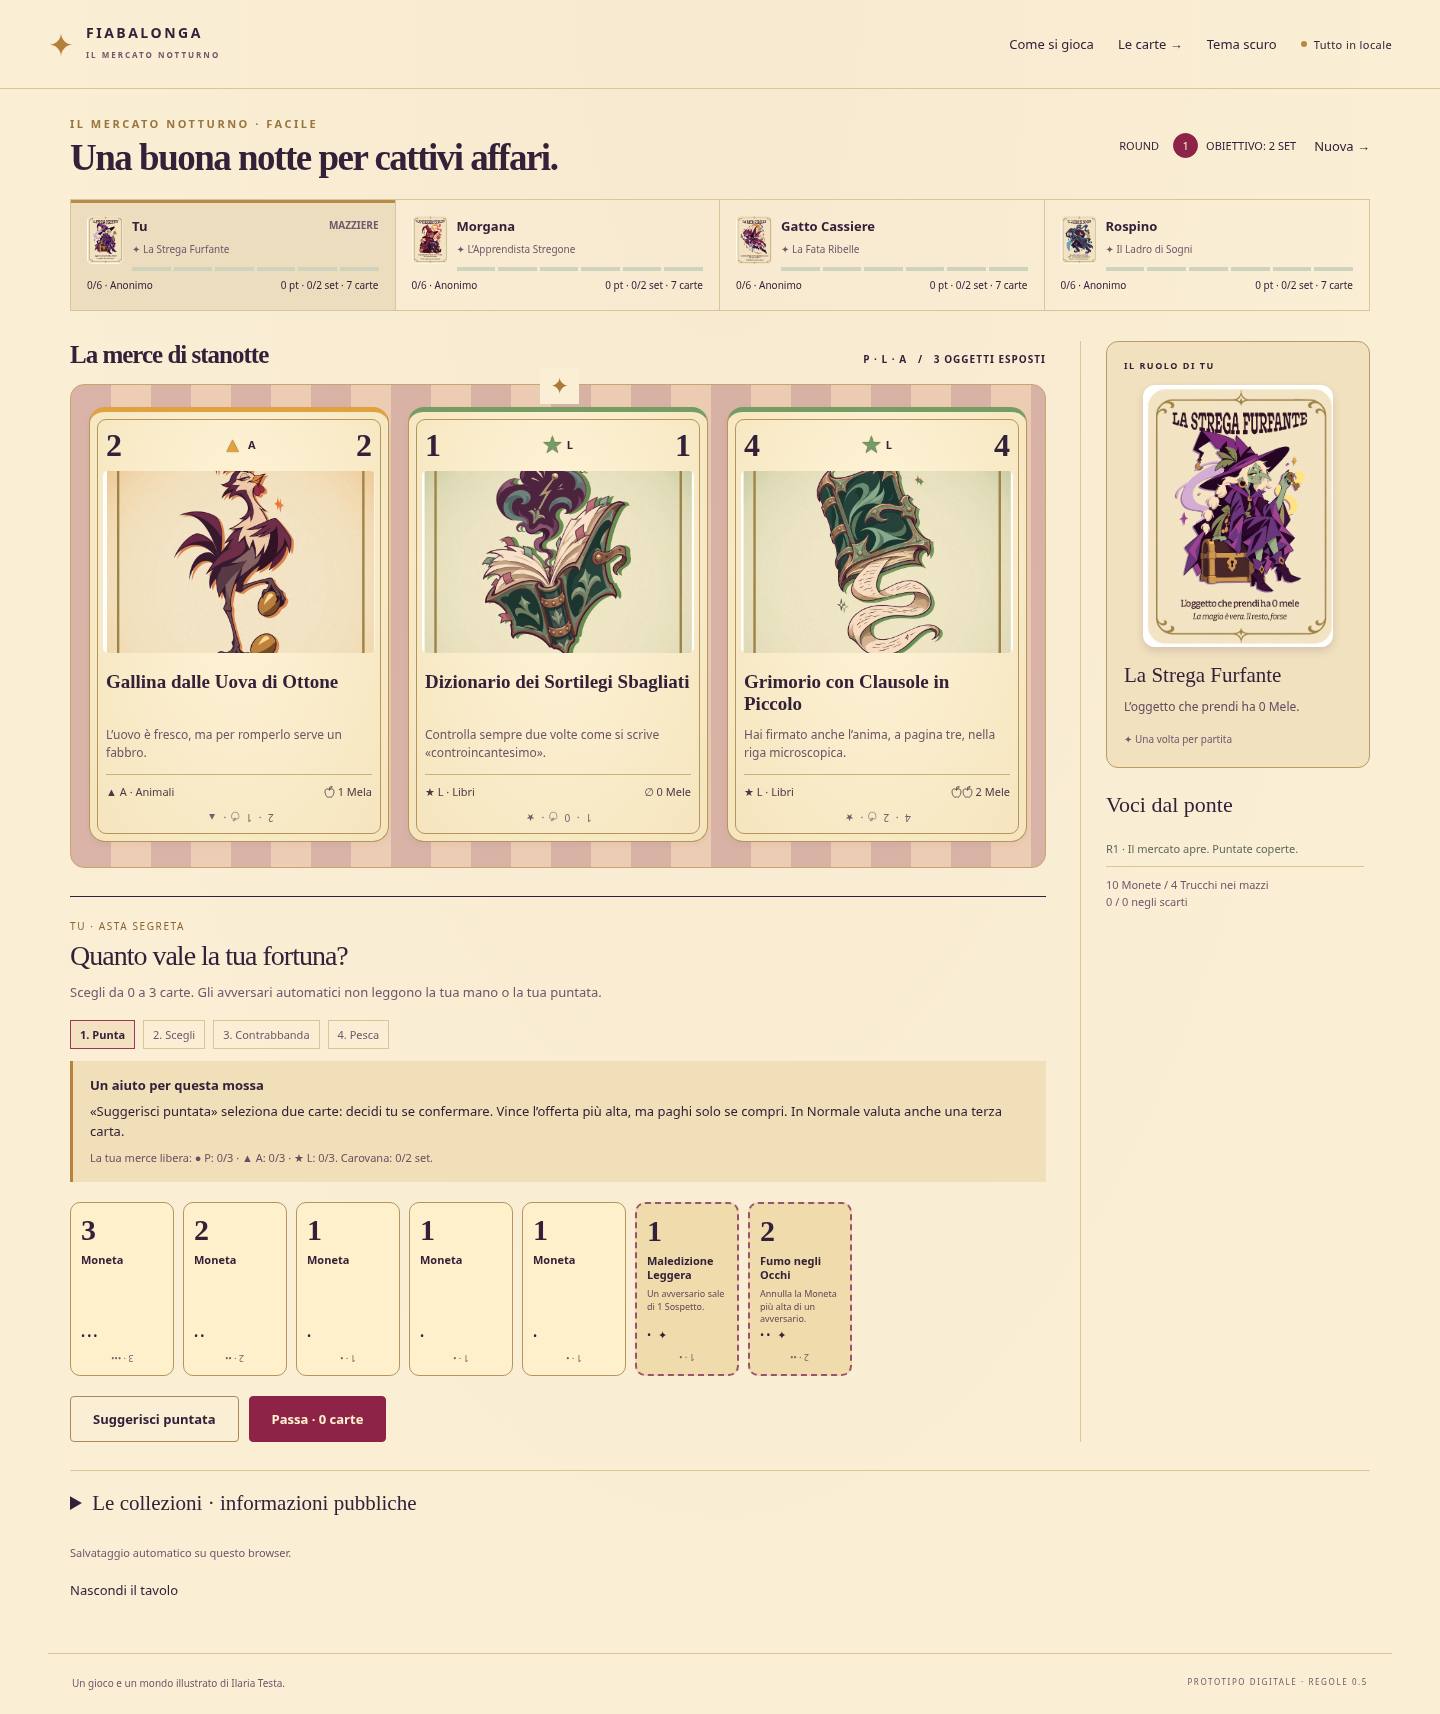 FIABALONGA
IL MERCATO NOTTURNO
Come si gioca
Le carte →
Tema scuro
Tutto in locale
IL MERCATO NOTTURNO · FACILE
Una buona notte per cattivi affari.
ROUND 1 OBIETTIVO: 2 SET
Nuova →
Tu
MAZZIERE
✦ La Strega Furfante
0/6 · Anonimo
0 pt · 0/2 set · 7 carte
Morgana
✦ L’Apprendista Stregone
0/6 · Anonimo
0 pt · 0/2 set · 7 carte
Gatto Cassiere
✦ La Fata Ribelle
0/6 · Anonimo
0 pt · 0/2 set · 7 carte
Rospino
✦ Il Ladro di Sogni
0/6 · Anonimo
0 pt · 0/2 set · 7 carte
La merce di stanotte
P · L · A / 3 OGGETTI ESPOSTI
2 ▲ A 2
Gallina dalle Uova di Ottone
L’uovo è fresco, ma per romperlo serve un
fabbro.
▲ A · Animali
1 Mela
2 · 1 · ▲
1 ★ L 1
Dizionario dei Sortilegi Sbagliati
Controlla sempre due volte come si scrive
«controincantesimo».
★ L · Libri
∅ 0 Mele
1 · 0 · ★
4 ★ L 4
Grimorio con Clausole in
Piccolo
Hai firmato anche l’anima, a pagina tre, nella
riga microscopica.
★ L · Libri
2 Mele
4 · 2 · ★
IL RUOLO DI TU
LA STREGA FURFANTE
L'oggetto che prendi ha 0 mele
La magia è vera. Il resto, forse
La Strega Furfante
L’oggetto che prendi ha 0 Mele.
✦ Una volta per partita
Voci dal ponte
R1 · Il mercato apre. Puntate coperte.
10 Monete / 4 Trucchi nei mazzi
0 / 0 negli scarti
TU · ASTA SEGRETA
Quanto vale la tua fortuna?
Scegli da 0 a 3 carte. Gli avversari automatici non leggono la tua mano o la tua puntata.
1. Punta
2. Scegli
3. Contrabbanda
4. Pesca
Un aiuto per questa mossa
«Suggerisci puntata» seleziona due carte: decidi tu se confermare. Vince l’offerta più alta, ma paghi solo se compri. In Normale valuta anche una terza
carta.
La tua merce libera: ● P: 0/3 · ▲ A: 0/3 · ★ L: 0/3. Carovana: 0/2 set.
3
Moneta
•••
3 · •••
2
Moneta
••
2 · ••
1
Moneta
•
1 · •
1
Moneta
•
1 · •
1
Moneta
•
1 · •
1
Maledizione
Leggera
Un avversario sale
di 1 Sospetto.
• ✦
1 · •
2
Fumo negli
Occhi
Annulla la Moneta
più alta di un
avversario.
•• ✦
2 · ••
Suggerisci puntata
Passa · 0 carte
Le collezioni · informazioni pubbliche
Salvataggio automatico su questo browser.
Nascondi il tavolo
Un gioco e un mondo illustrato di Ilaria Testa.
PROTOTIPO DIGITALE · REGOLE 0.5